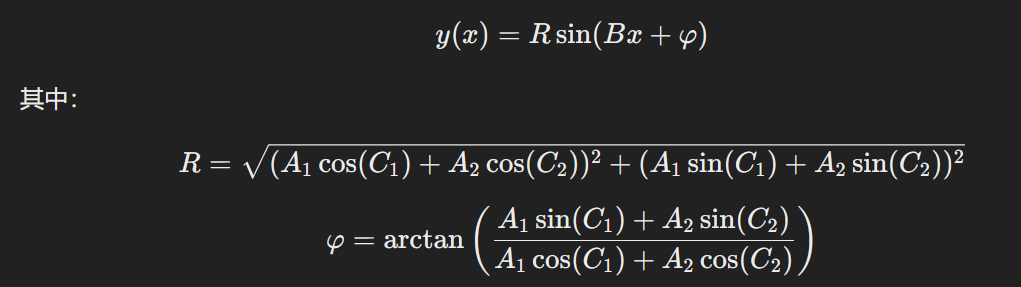 y(x) = R sin(Bx + φ)
其中：
R = √((A₁ cos(C₁) + A₂ cos(C₂))² + (A₁ sin(C₁) + A₂ sin(C₂))²)
φ = arctan((A₁ sin(C₁) + A₂ sin(C₂)) / (A₁ cos(C₁) + A₂ cos(C₂)))